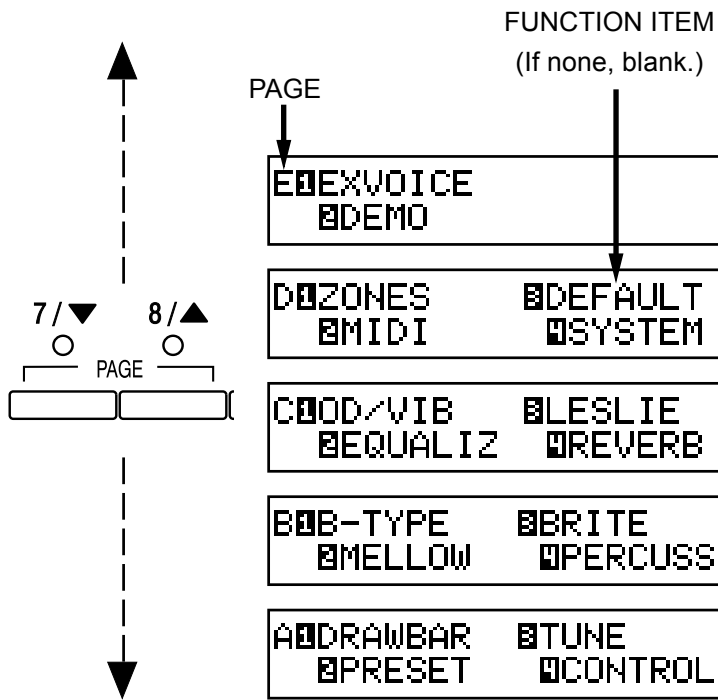 FUNCTION ITEM
(If none, blank.)
PAGE
E1EXVOICE
2DEMO
D1ZONES 3DEFAULT
2MIDI 4SYSTEM
7/▼ 8/▲
PAGE
C1OD/VIB 3LESLIE
2EQUALIZ 4REVERB
B1B-TYPE 3BRITE
2MELLOW 4PERCUSS
A1DRAWBAR 3TUNE
2PRESET 4CONTROL